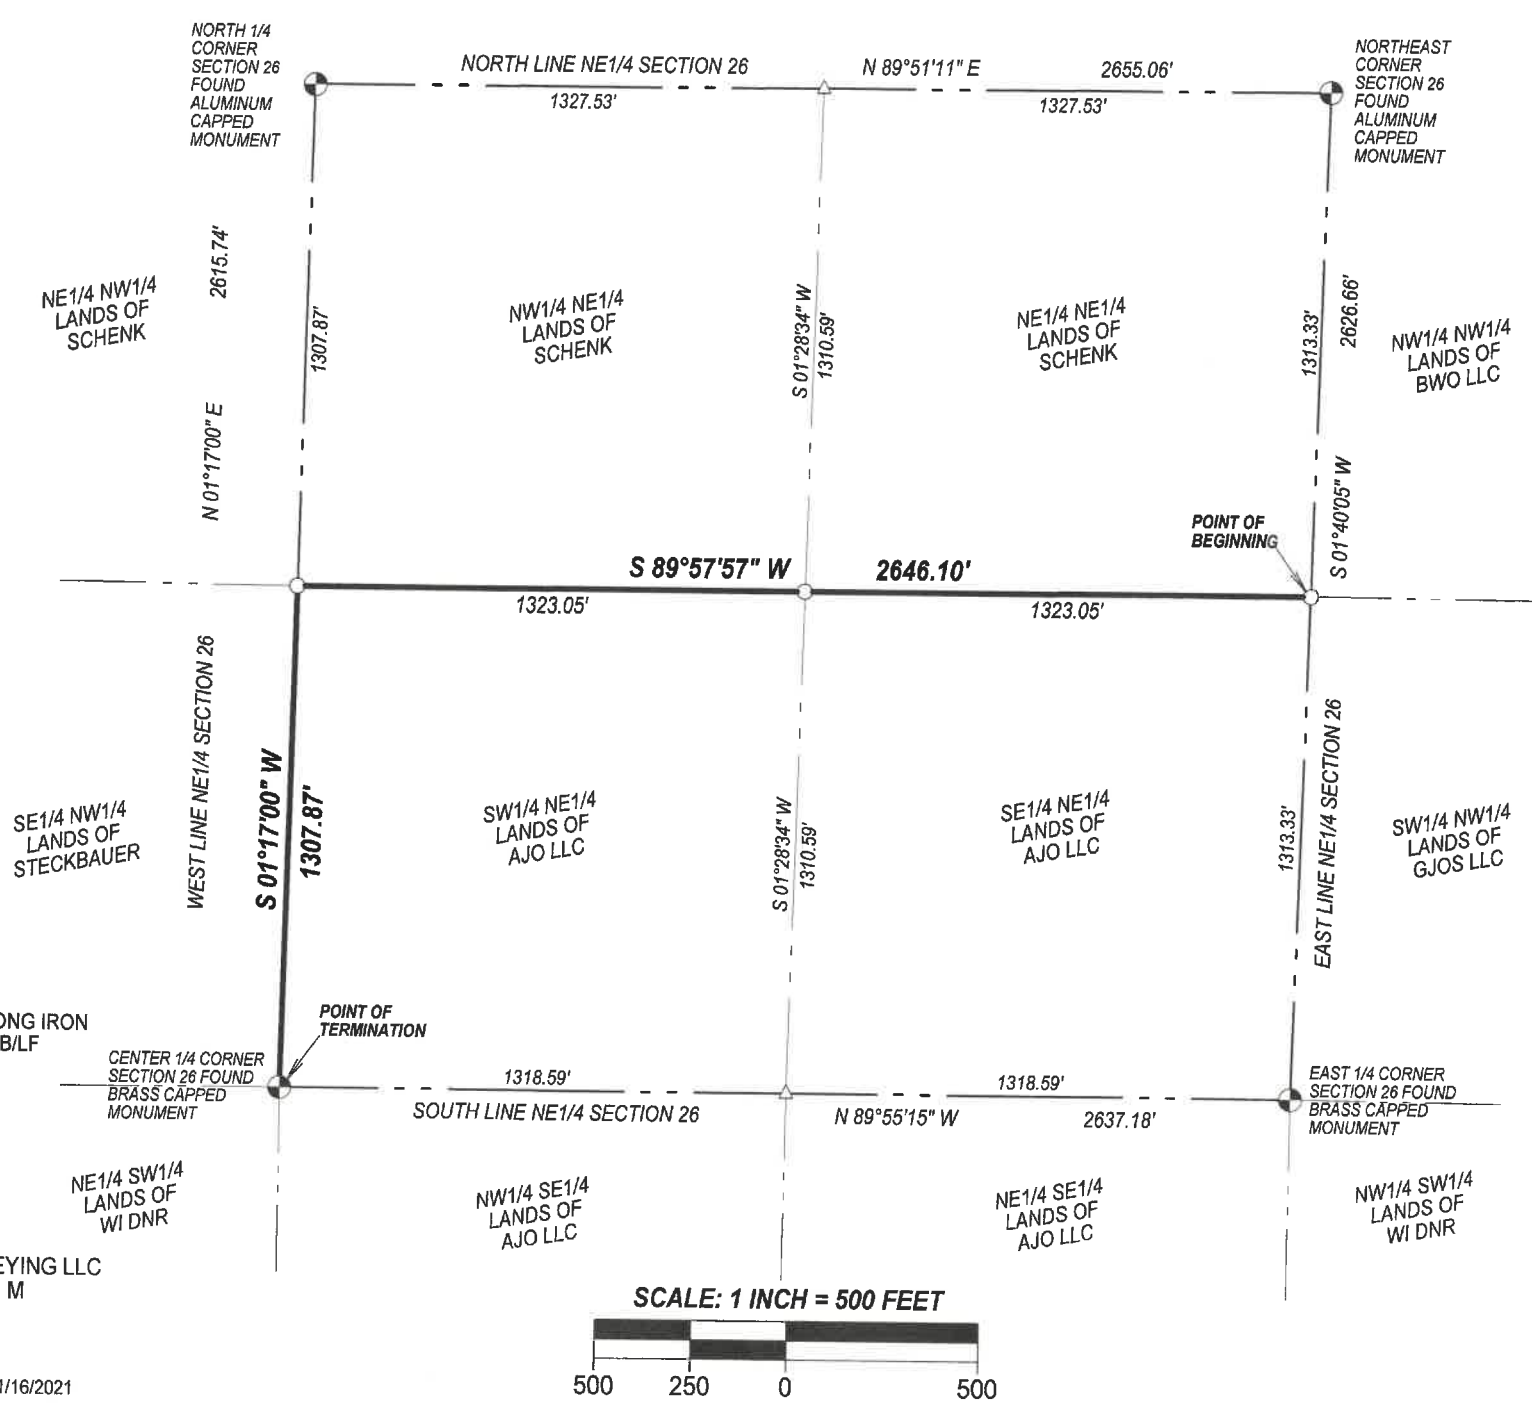 NORTH 1/4
CORNER
SECTION 26
FOUND
ALUMINUM
CAPPED
MONUMENT
NORTH LINE NE1/4 SECTION 26
N 89°51'11" E
2655.06'
1327.53'
1327.53'
NORTHEAST
CORNER
SECTION 26
FOUND
ALUMINUM
CAPPED
MONUMENT
NE1/4 NW1/4
LANDS OF
SCHENK
2615.74'
N 01°17'00" E
1307.87'
NW1/4 NE1/4
LANDS OF
SCHENK
S 01°28'34" W
1310.59'
NE1/4 NE1/4
LANDS OF
SCHENK
1313.33'
2626.66'
S 01°40'05" W
NW1/4 NW1/4
LANDS OF
BWO LLC
POINT OF
BEGINNING
S 89°57'57" W
2646.10'
1323.05'
1323.05'
WEST LINE NE1/4 SECTION 26
S 01°17'00" W
1307.87'
SE1/4 NW1/4
LANDS OF
STECKBAUER
SW1/4 NE1/4
LANDS OF
AJO LLC
S 01°28'34" W
1310.59'
SE1/4 NE1/4
LANDS OF
AJO LLC
1313.33'
EAST LINE NE1/4 SECTION 26
SW1/4 NW1/4
LANDS OF
GJOS LLC
ONG IRON
B/LF
POINT OF
TERMINATION
CENTER 1/4 CORNER
SECTION 26 FOUND
BRASS CAPPED
MONUMENT
1318.59'
1318.59'
SOUTH LINE NE1/4 SECTION 26
N 89°55'15" W
2637.18'
EAST 1/4 CORNER
SECTION 26 FOUND
BRASS CAPPED
MONUMENT
NE1/4 SW1/4
LANDS OF
WI DNR
NW1/4 SE1/4
LANDS OF
AJO LLC
NE1/4 SE1/4
LANDS OF
AJO LLC
NW1/4 SW1/4
LANDS OF
WI DNR
EYING LLC
M
SCALE: 1 INCH = 500 FEET
500 250 0 500
1/16/2021